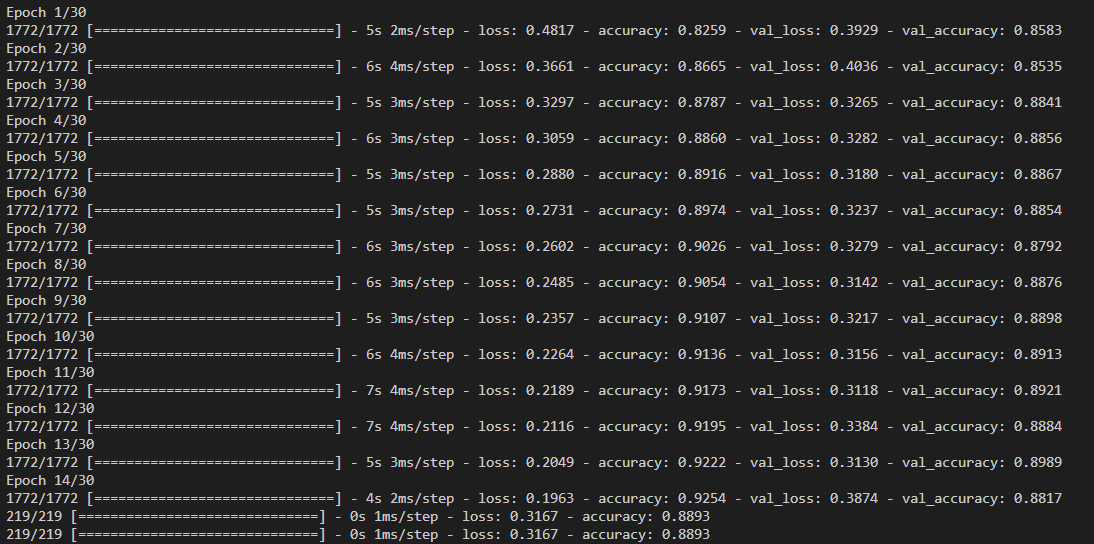 Epoch 1/30
1772/1772 [==============================] - 5s 2ms/step - loss: 0.4817 - accuracy: 0.8259 - val_loss: 0.3929 - val_accuracy: 0.8583
Epoch 2/30
1772/1772 [==============================] - 6s 4ms/step - loss: 0.3661 - accuracy: 0.8665 - val_loss: 0.4036 - val_accuracy: 0.8535
Epoch 3/30
1772/1772 [==============================] - 5s 3ms/step - loss: 0.3297 - accuracy: 0.8787 - val_loss: 0.3265 - val_accuracy: 0.8841
Epoch 4/30
1772/1772 [==============================] - 6s 3ms/step - loss: 0.3059 - accuracy: 0.8860 - val_loss: 0.3282 - val_accuracy: 0.8856
Epoch 5/30
1772/1772 [==============================] - 5s 3ms/step - loss: 0.2880 - accuracy: 0.8916 - val_loss: 0.3180 - val_accuracy: 0.8867
Epoch 6/30
1772/1772 [==============================] - 5s 3ms/step - loss: 0.2731 - accuracy: 0.8974 - val_loss: 0.3237 - val_accuracy: 0.8854
Epoch 7/30
1772/1772 [==============================] - 6s 3ms/step - loss: 0.2602 - accuracy: 0.9026 - val_loss: 0.3279 - val_accuracy: 0.8792
Epoch 8/30
1772/1772 [==============================] - 6s 3ms/step - loss: 0.2485 - accuracy: 0.9054 - val_loss: 0.3142 - val_accuracy: 0.8876
Epoch 9/30
1772/1772 [==============================] - 5s 3ms/step - loss: 0.2357 - accuracy: 0.9107 - val_loss: 0.3217 - val_accuracy: 0.8898
Epoch 10/30
1772/1772 [==============================] - 6s 4ms/step - loss: 0.2264 - accuracy: 0.9136 - val_loss: 0.3156 - val_accuracy: 0.8913
Epoch 11/30
1772/1772 [==============================] - 7s 4ms/step - loss: 0.2189 - accuracy: 0.9173 - val_loss: 0.3118 - val_accuracy: 0.8921
Epoch 12/30
1772/1772 [==============================] - 7s 4ms/step - loss: 0.2116 - accuracy: 0.9195 - val_loss: 0.3384 - val_accuracy: 0.8884
Epoch 13/30
1772/1772 [==============================] - 5s 3ms/step - loss: 0.2049 - accuracy: 0.9222 - val_loss: 0.3130 - val_accuracy: 0.8989
Epoch 14/30
1772/1772 [==============================] - 4s 2ms/step - loss: 0.1963 - accuracy: 0.9254 - val_loss: 0.3874 - val_accuracy: 0.8817
219/219 [==============================] - 0s 1ms/step - loss: 0.3167 - accuracy: 0.8893
219/219 [==============================] - 0s 1ms/step - loss: 0.3167 - accuracy: 0.8893